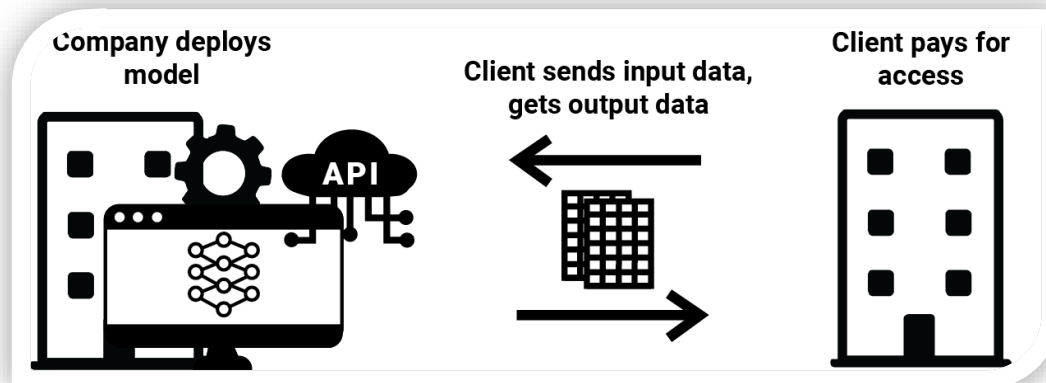 Company deploys
model
Client sends input data,
gets output data
Client pays for
access
API